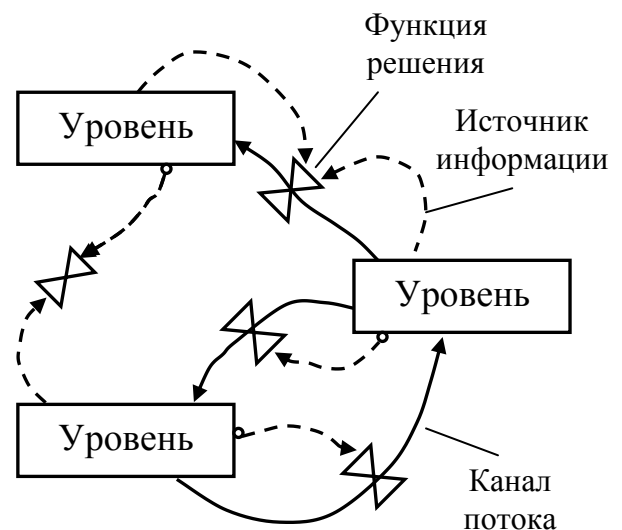 Функция
решения
Уровень
Источник
информации
Уровень
Уровень
Канал
потока